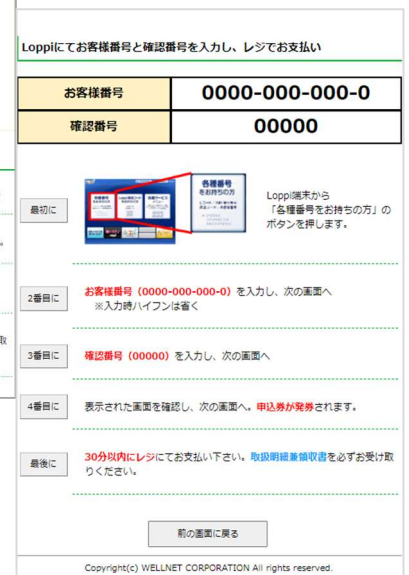 Loppiにてお客様番号と確認番号を入力し、レジでお支払い
お客様番号 0000-000-000-0
確認番号 00000
最初に
各種番号
をお持ちの方
Loppi端末から
「各種番号をお持ちの方」の
ボタンを押します。
2番目に
お客様番号（0000-000-000-0）を入力し、次の画面へ
※入力時ハイフンは省く
3番目に
確認番号（00000）を入力し、次の画面へ
4番目に
表示された画面を確認し、次の画面へ。申込券が発券されます。
最後に
30分以内にレジにてお支払い下さい。取扱明細兼領収書を必ずお受け取
りください。
前の画面に戻る
Copyright(c) WELLNET CORPORATION All rights reserved.
取